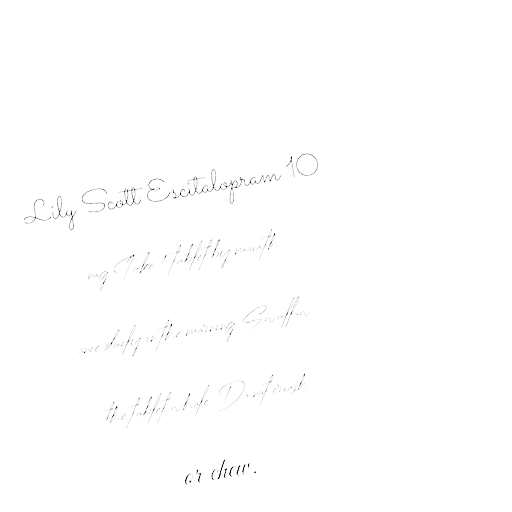 Lily Scott Escitalopram 10
mg Take 1 tablet by mouth
once daily in the morning Swallow
the tablet whole Do not crush
or chew.